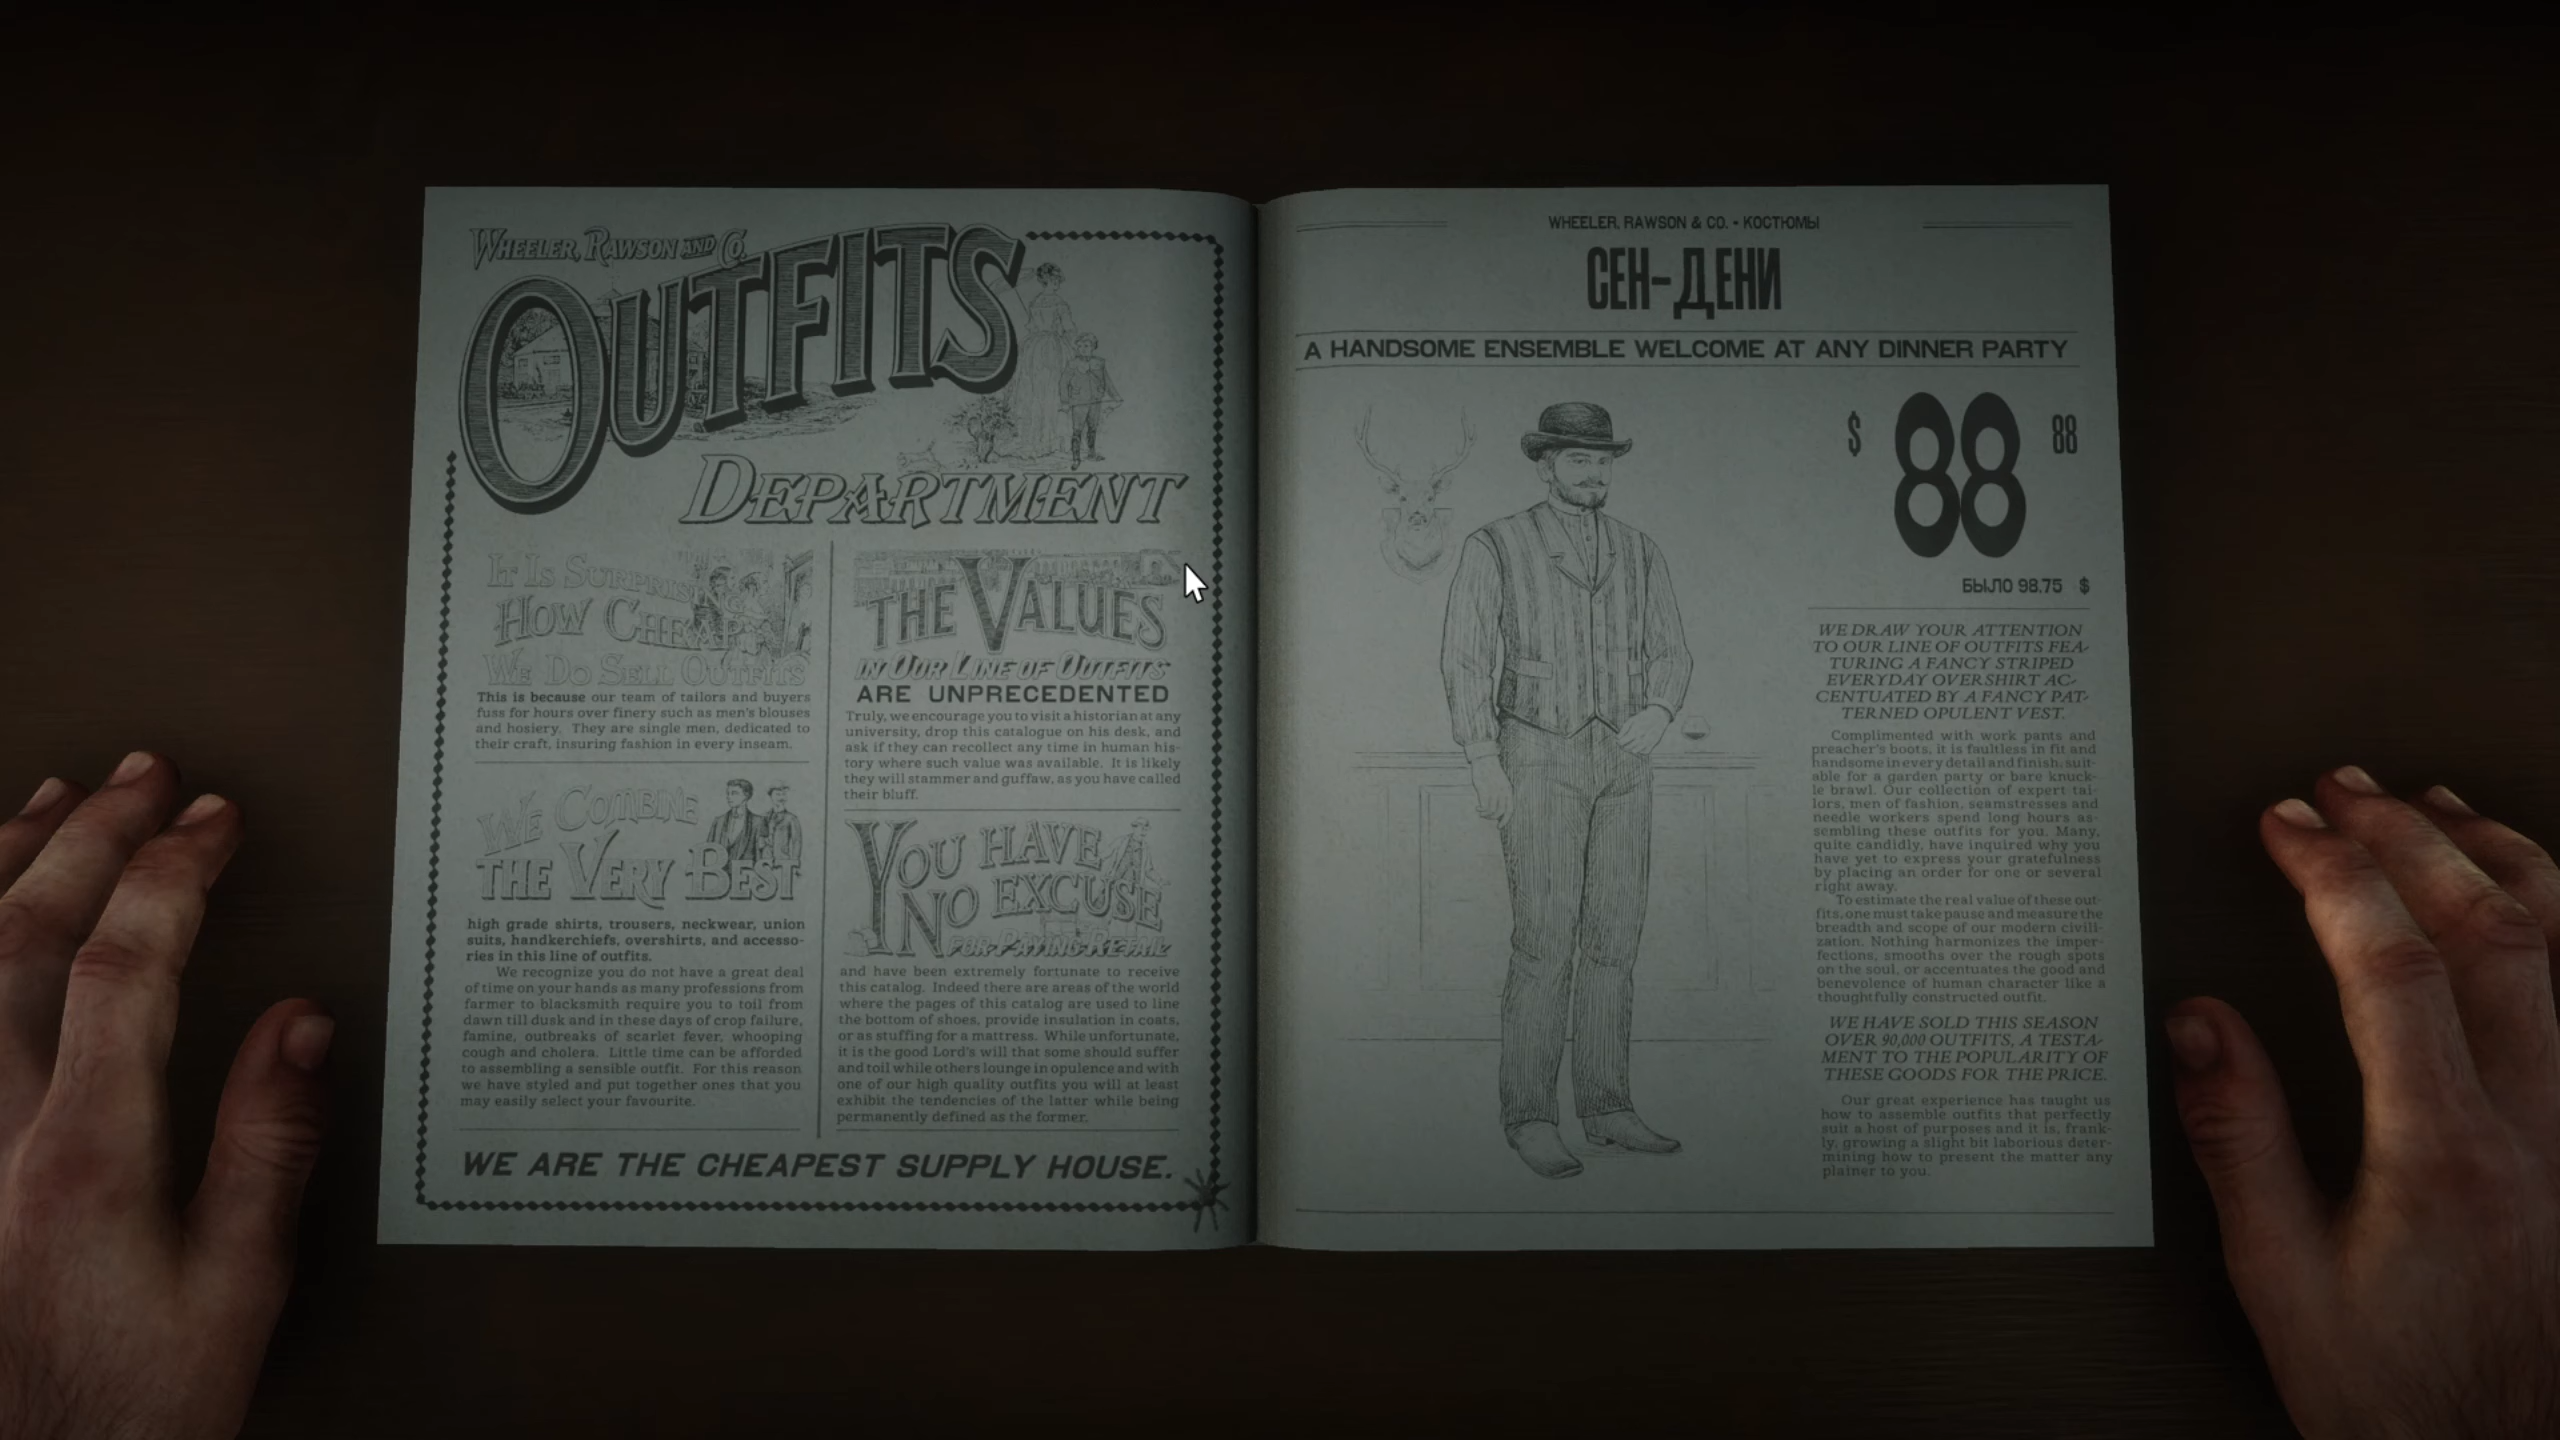 WHEELER, RAWSON AND CO.
OUTFITS
DEPARTMENT
IT IS SURPRISING
HOW CHEAP
WE DO SELL OUTFITS
This is because our team of tailors and buyers
fuss for hours over finery such as men's blouses
and hosiery. They are single men, dedicated to
their craft, insuring fashion in every inseam.
WE COMBINE
THE VERY BEST
high grade shirts, trousers, neckwear, union
suits, handkerchiefs, overshirts, and accesso-
ries in this line of outfits.
We recognize you do not have a great deal
of time on your hands as many professions from
farmer to blacksmith require you to toil from
dawn till dusk and in these days of crop failure,
famine, outbreaks of scarlet fever, whooping
cough and cholera. Little time can be afforded
to assembling a sensible outfit. For this reason
we have styled and put together ones that you
may easily select your favourite.
THE VALUES
IN OUR LINE OF OUTFITS
ARE UNPRECEDENTED
Truly, we encourage you to visit a historian at any
university, drop this catalogue on his desk, and
ask if they can recollect any time in human his-
tory where such value was available. It is likely
they will stammer and guffaw, as you have called
their bluff.
YOU HAVE
NO EXCUSE
FOR PAYING RETAIL
and have been extremely fortunate to receive
this catalog. Indeed there are areas of the world
where the pages of this catalog are used to line
the bottom of shoes, provide insulation in coats,
or as stuffing for a mattress. While unfortunate,
it is the good Lord's will that some should suffer
and toil while others lounge in opulence and with
one of our high quality outfits you will at least
exhibit the tendencies of the latter while being
permanently defined as the former.
WE ARE THE CHEAPEST SUPPLY HOUSE.
WHEELER, RAWSON & CO. • КОСТЮМЫ
СЕН-ДЕНИ
A HANDSOME ENSEMBLE WELCOME AT ANY DINNER PARTY
$ 88 88
БЫЛО 98.75 $
WE DRAW YOUR ATTENTION
TO OUR LINE OF OUTFITS FEA-
TURING A FANCY STRIPED
EVERYDAY OVERSHIRT AC-
CENTUATED BY A FANCY PAT-
TERNED OPULENT VEST.
Complimented with work pants and
preacher's boots, it is faultless in fit and
handsome in every detail and finish, suit-
able for a garden party or bare knuck-
le brawl. Our collection of expert tai-
lors, men of fashion, seamstresses and
needle workers spend long hours as-
sembling these outfits for you. Many,
quite candidly, have inquired why you
have yet to express your gratefulness
by placing an order for one or several
right away.
To estimate the real value of these out-
fits, one must take pause and measure the
breadth and scope of our modern civili-
zation. Nothing harmonizes the imper-
fections, smooths over the rough spots
on the soul, or accentuates the good and
benevolence of human character like a
thoughtfully constructed outfit.
WE HAVE SOLD THIS SEASON
OVER 90,000 OUTFITS, A TESTA-
MENT TO THE POPULARITY OF
THESE GOODS FOR THE PRICE.
Our great experience has taught us
how to assemble outfits that perfectly
suit a host of purposes and it is, frank-
ly, growing a slight bit laborious deter-
mining how to present the matter any
plainer to you.